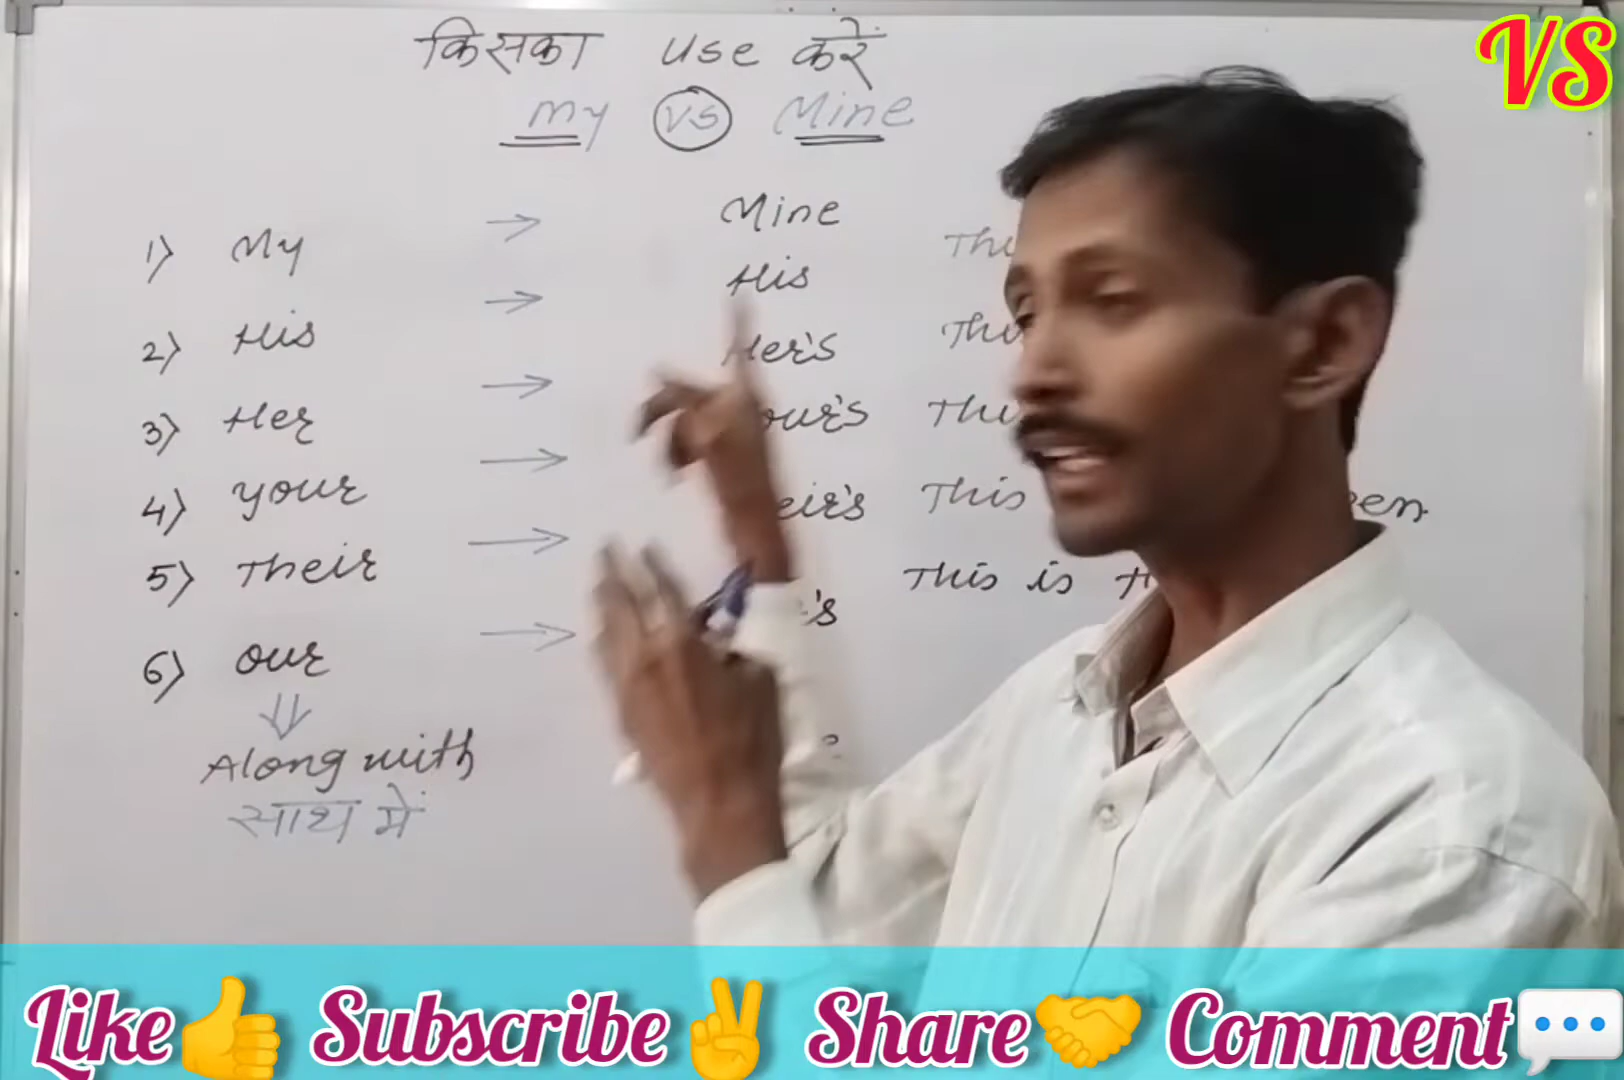 VS
किसका use करें
my VS Mine
1) My → Mine
2) His → His
3) Her → Her's
4) your →
5) Their → This
6) our → This is
Along with
साथ में
Like Subscribe Share Comment